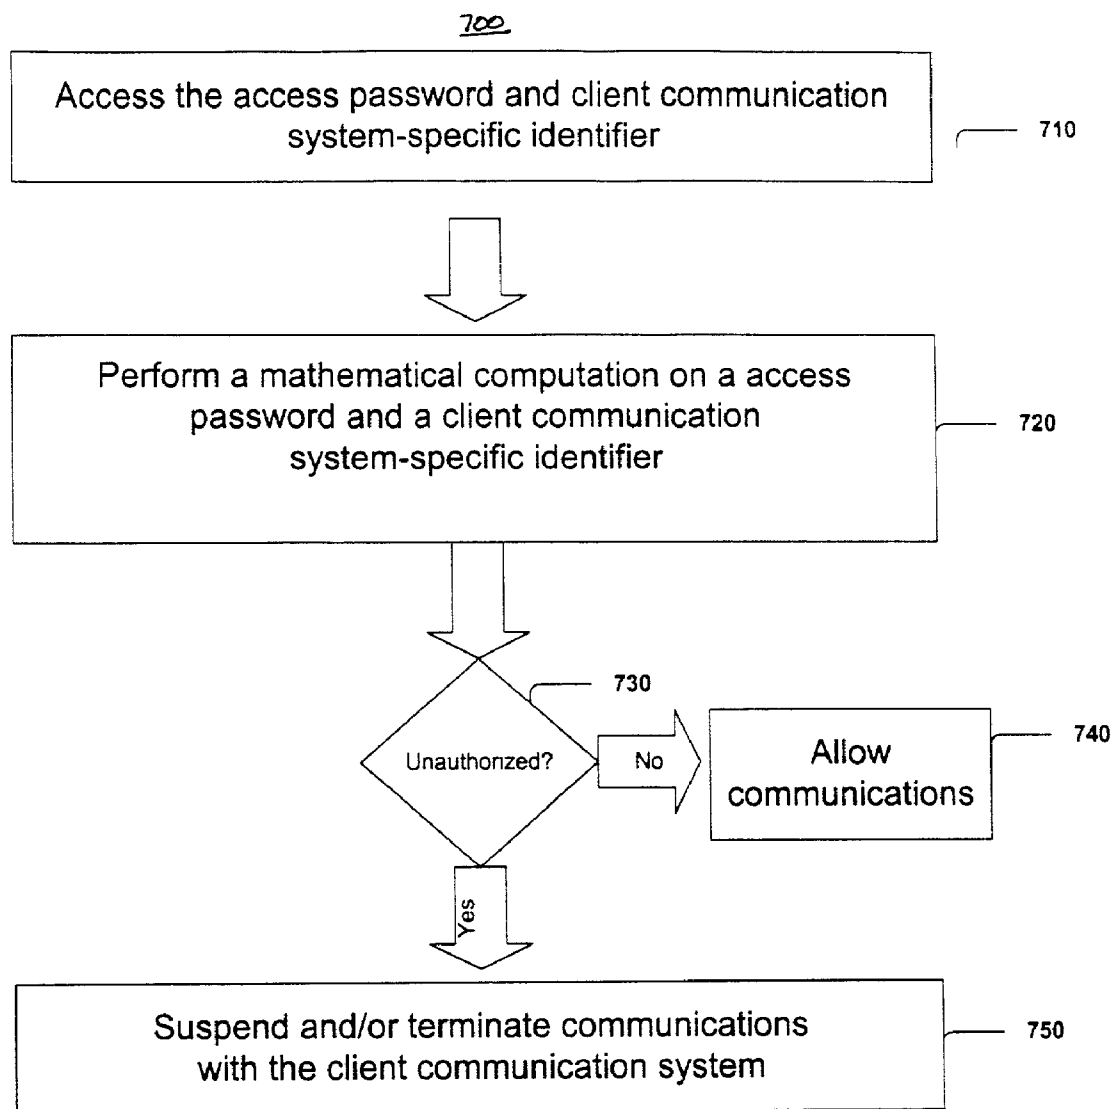 700
Access the access password and client communication
system-specific identifier
710
Perform a mathematical computation on a access
password and a client communication
system-specific identifier
720
730
Unauthorized?
No
Allow
communications
740
Yes
Suspend and/or terminate communications
with the client communication system
750